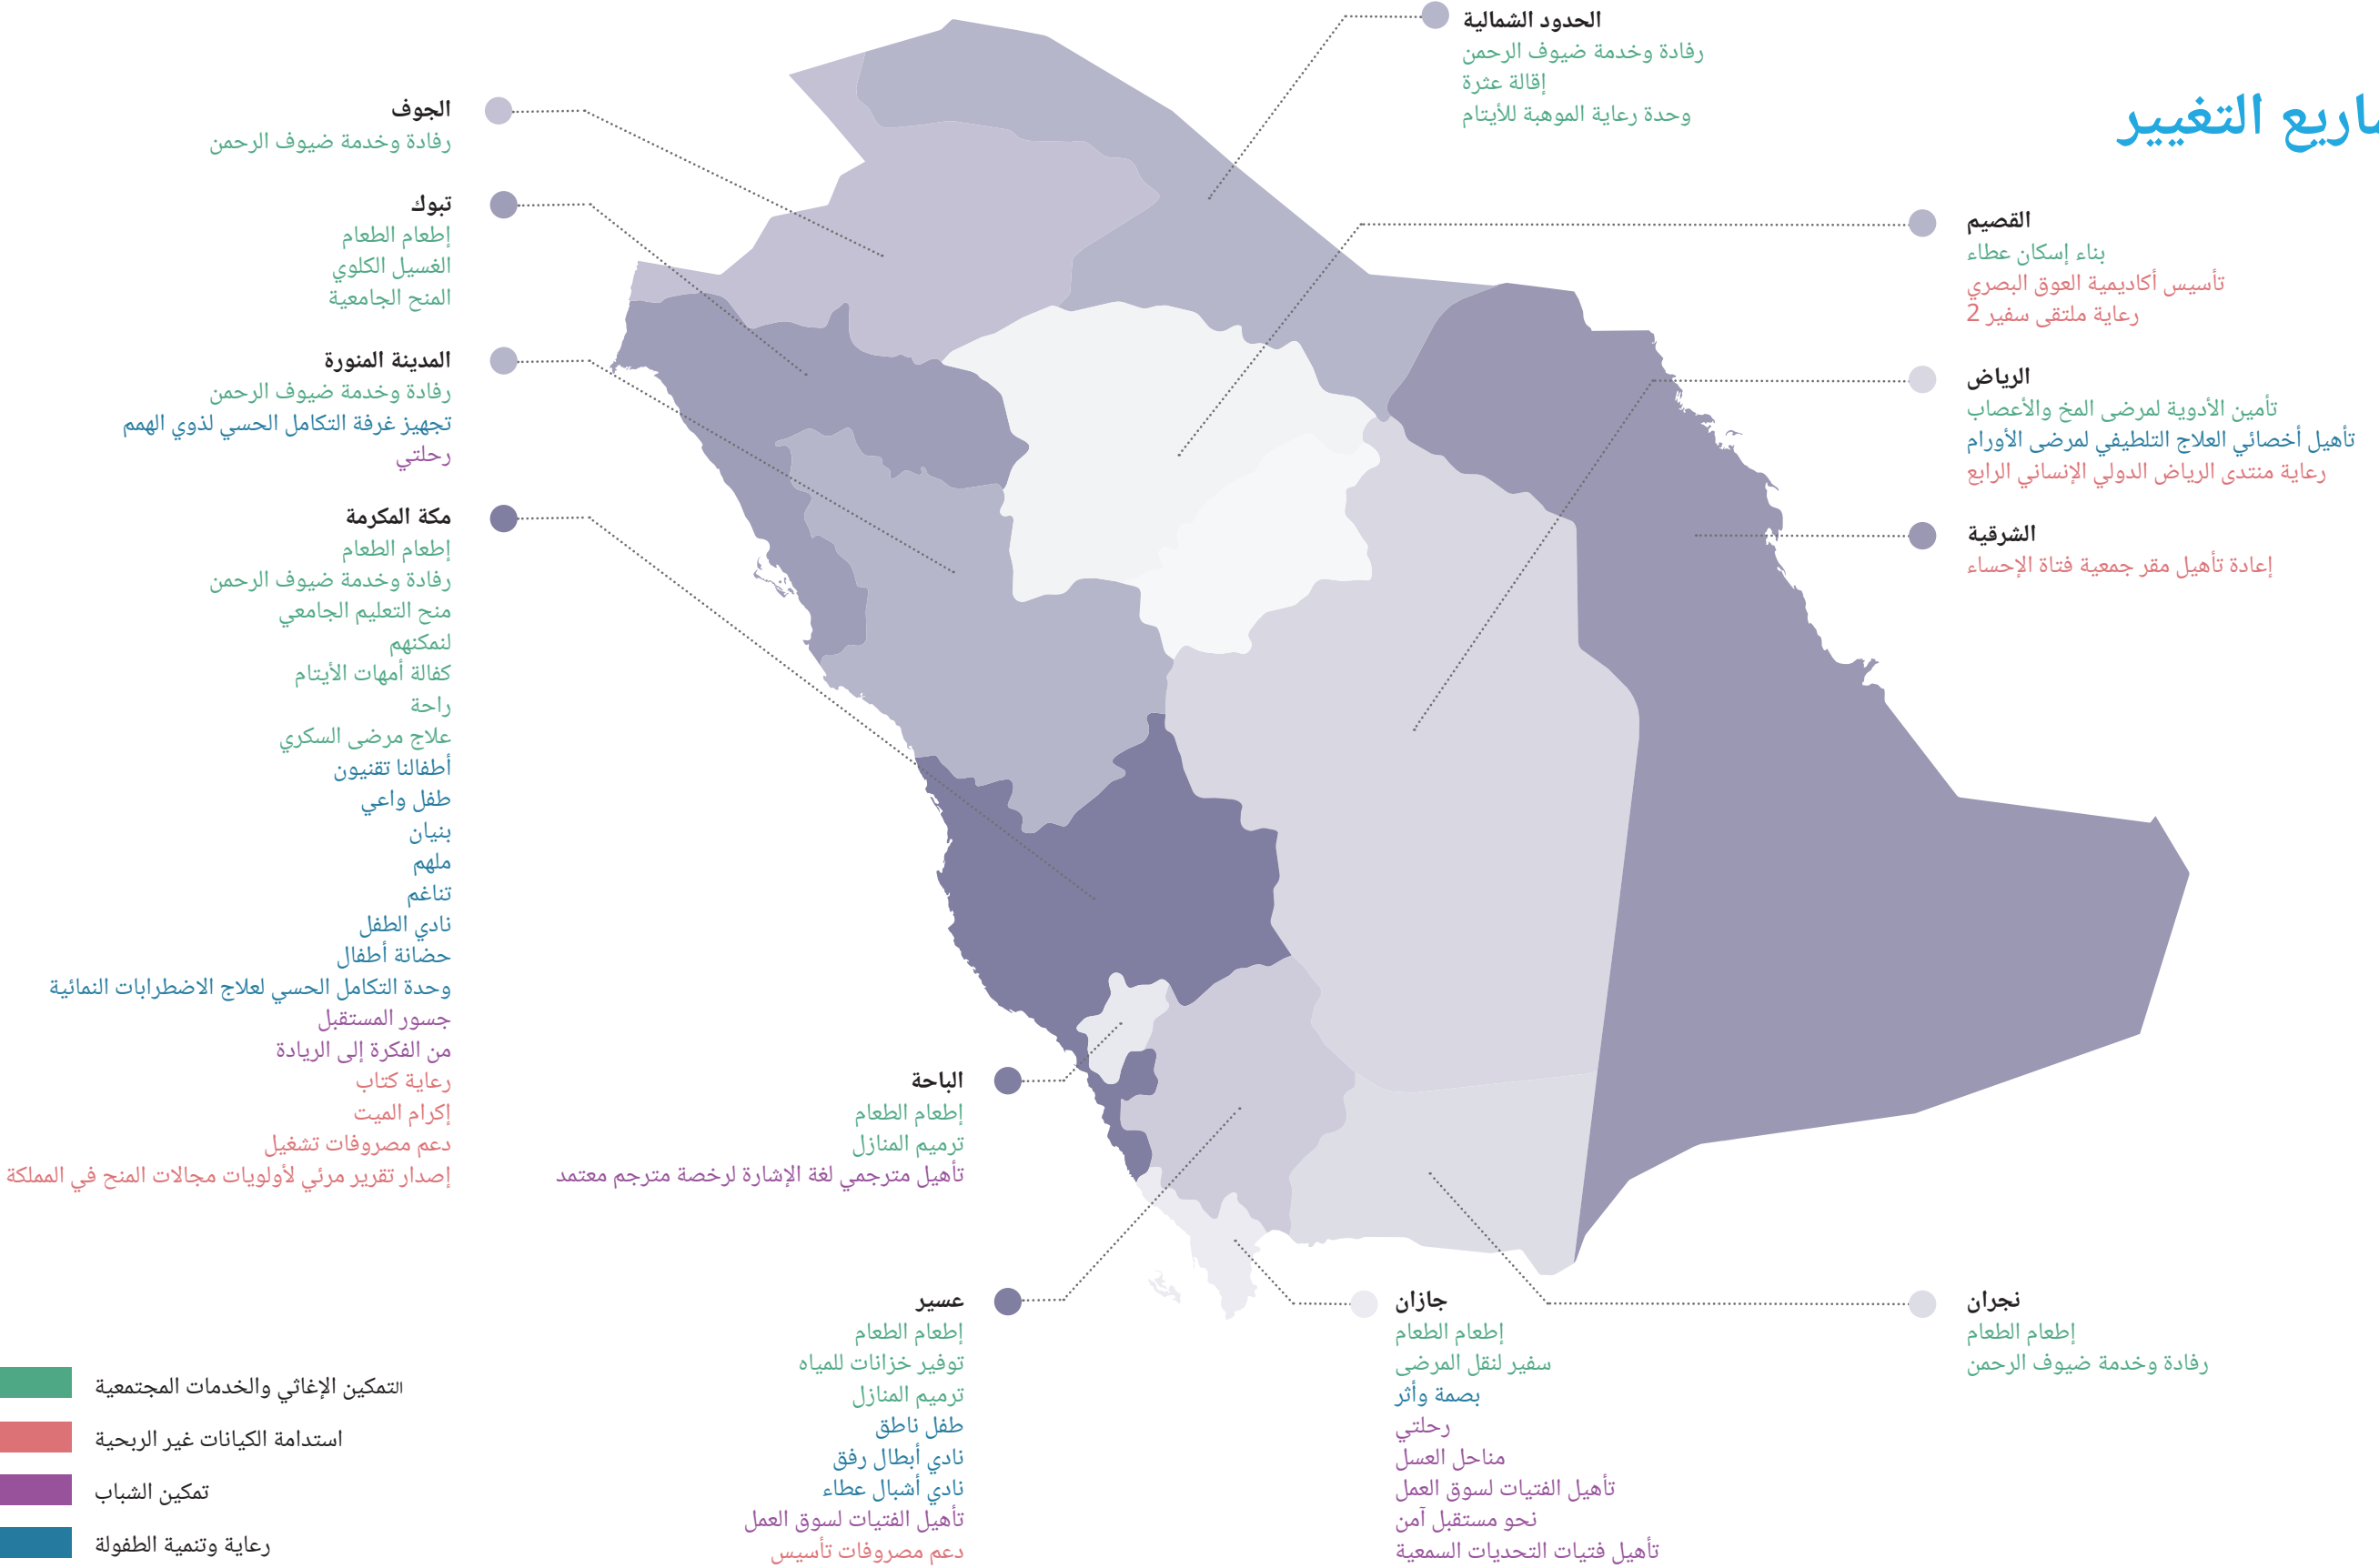 التغيير
الحدود الشمالية
رفادة وخدمة ضيوف الرحمن
إقالة عثرة
وحدة رعاية الموهبة للأيتام
القصيم
بناء إسكان عطاء
تأسيس أكاديمية العوق البصري
رعاية ملتقى سفير 2
الرياض
تأمين الأدوية لمرضى المخ والأعصاب
تأهيل أخصائي العلاج التلطيفي لمرضى الأورام
رعاية منتدى الرياض الدولي الإنساني الرابع
الشرقية
إعادة تأهيل مقر جمعية فتاة الإحساء
الجوف
رفادة وخدمة ضيوف الرحمن
تبوك
إطعام الطعام
الغسيل الكلوي
المنح الجامعية
المدينة المنورة
رفادة وخدمة ضيوف الرحمن
تجهيز غرفة التكامل الحسي لذوي الهمم
رحلتي
مكة المكرمة
إطعام الطعام
رفادة وخدمة ضيوف الرحمن
منح التعليم الجامعي
لنمكنهم
كفالة أمهات الأيتام
راحة
علاج مرضى السكري
أطفالنا تقنيون
طفل واعي
بنيان
ملهم
تناغم
نادي الطفل
حضانة أطفال
وحدة التكامل الحسي لعلاج الاضطرابات النمائية
جسور المستقبل
من الفكرة إلى الريادة
رعاية كتاب
إكرام الميت
دعم مصروفات تشغيل
إصدار تقرير مرئي لأولويات مجالات المنح في المملكة
الباحة
إطعام الطعام
ترميم المنازل
تأهيل مترجمي لغة الإشارة لرخصة مترجم معتمد
نجران
إطعام الطعام
رفادة وخدمة ضيوف الرحمن
جازان
إطعام الطعام
سفير لنقل المرضى
بصمة وأثر
رحلتي
مناحل العسل
تأهيل الفتيات لسوق العمل
نحو مستقبل آمن
تأهيل فتيات التحديات السمعية
عسير
إطعام الطعام
توفير خزانات للمياه
ترميم المنازل
طفل ناطق
نادي أبطال رفق
نادي أشبال عطاء
تأهيل الفتيات لسوق العمل
دعم مصروفات تأسيس
التمكين الإغاثي والخدمات المجتمعية
استدامة الكيانات غير الربحية
تمكين الشباب
رعاية وتنمية الطفولة